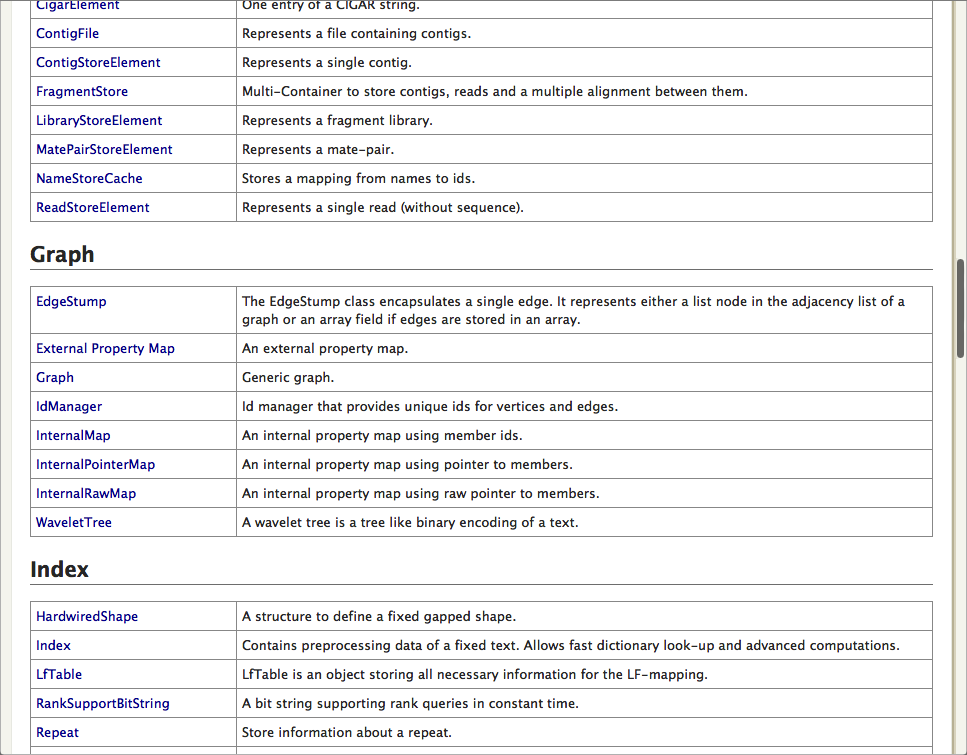 CigarElement One entry of a CIGAR string.
ContigFile Represents a file containing contigs.
ContigStoreElement Represents a single contig.
FragmentStore Multi-Container to store contigs, reads and a multiple alignment between them.
LibraryStoreElement Represents a fragment library.
MatePairStoreElement Represents a mate-pair.
NameStoreCache Stores a mapping from names to ids.
ReadStoreElement Represents a single read (without sequence).
Graph
EdgeStump The EdgeStump class encapsulates a single edge. It represents either a list node in the adjacency list of a
graph or an array field if edges are stored in an array.
External Property Map An external property map.
Graph Generic graph.
IdManager Id manager that provides unique ids for vertices and edges.
InternalMap An internal property map using member ids.
InternalPointerMap An internal property map using pointer to members.
InternalRawMap An internal property map using raw pointer to members.
WaveletTree A wavelet tree is a tree like binary encoding of a text.
Index
HardwiredShape A structure to define a fixed gapped shape.
Index Contains preprocessing data of a fixed text. Allows fast dictionary look-up and advanced computations.
LfTable LfTable is an object storing all necessary information for the LF-mapping.
RankSupportBitString A bit string supporting rank queries in constant time.
Repeat Store information about a repeat.